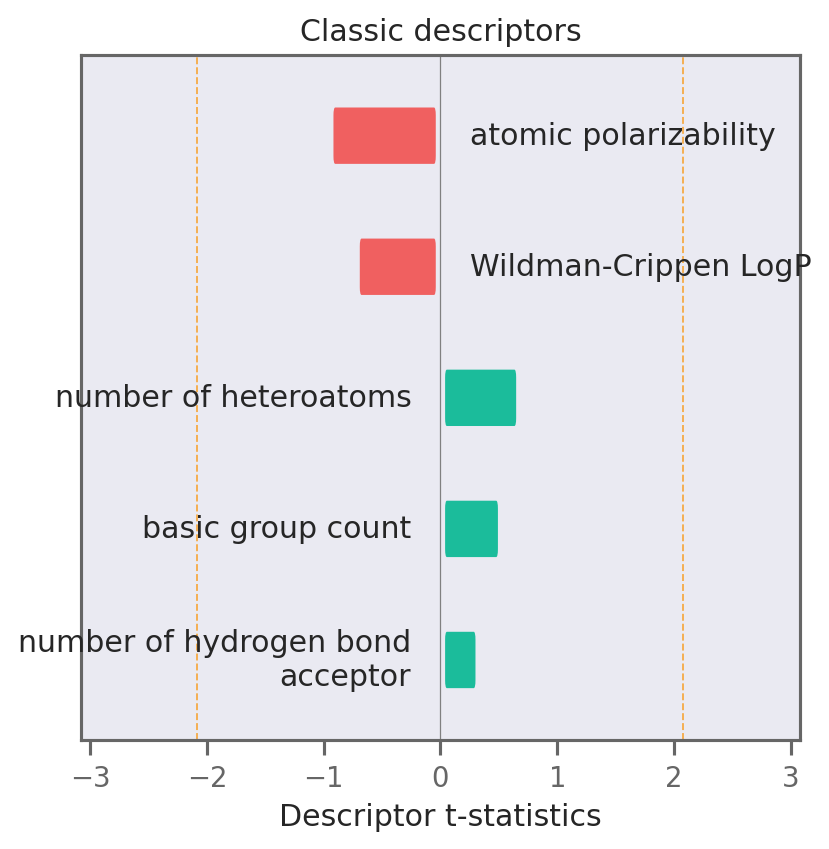 Classic descriptors
atomic polarizability
Wildman-Crippen LogP
number of heteroatoms
basic group count
number of hydrogen bond
acceptor
−3 −2 −1 0 1 2 3
Descriptor t-statistics